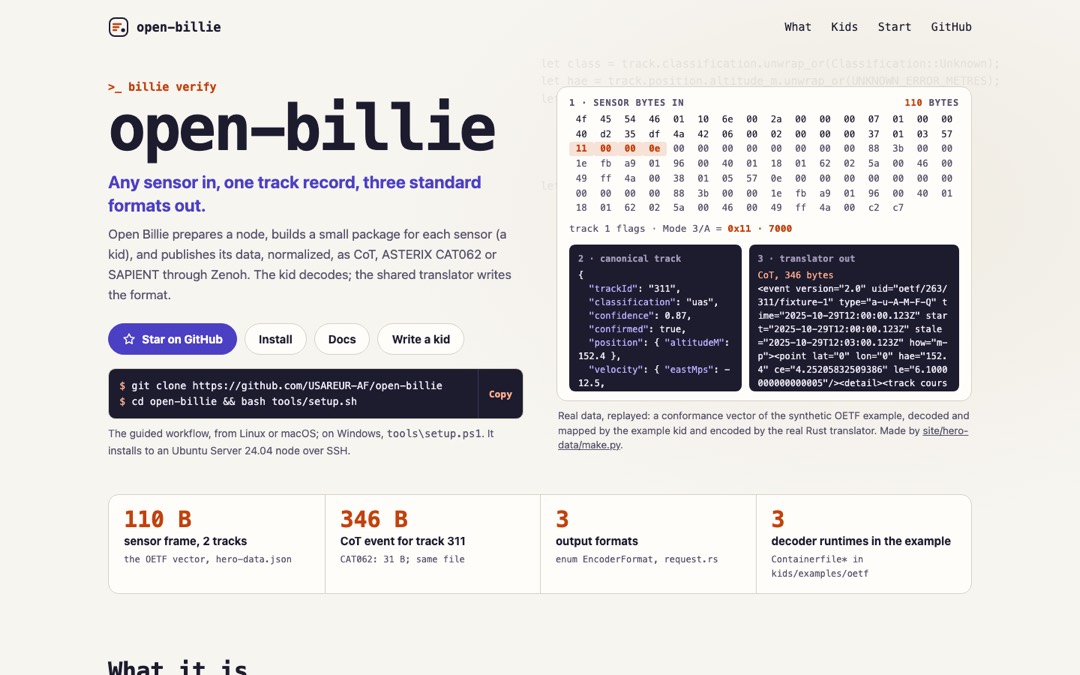 open-billie
What Kids Start GitHub
let class = track.classification.unwrap_or(Classification::Unknown);
let hae = track.position.altitude_m.unwrap_or(UNKNOWN_ERROR_METRES);
>_ billie verify
open-billie
Any sensor in, one track record, three standard
formats out.
Open Billie prepares a node, builds a small package for each sensor (a
kid), and publishes its data, normalized, as CoT, ASTERIX CAT062 or
SAPIENT through Zenoh. The kid decodes; the shared translator writes
the format.
Star on GitHub Install Docs Write a kid
$ git clone https://github.com/USAREUR-AF/open-billie
$ cd open-billie && bash tools/setup.sh
Copy
The guided workflow, from Linux or macOS; on Windows, tools\setup.ps1. It
installs to an Ubuntu Server 24.04 node over SSH.
1 · SENSOR BYTES IN 110 BYTES
4f 45 54 46 01 10 6e 00 2a 00 00 00 07 01 00 00
40 d2 35 df 4a 42 06 00 02 00 00 00 37 01 03 57
11 00 00 0e 00 00 00 00 00 00 00 00 88 3b 00 00
1e fb a9 01 96 00 40 01 18 01 62 02 5a 00 46 00
49 ff 4a 00 38 01 05 57 0e 00 00 00 00 00 00 00
00 00 00 00 88 3b 00 00 1e fb a9 01 96 00 40 01
18 01 62 02 5a 00 46 00 49 ff 4a 00 c2 c7
track 1 flags · Mode 3/A = 0x11 · 7000
2 · canonical track
{
"trackId": "311",
"classification": "uas",
"confidence": 0.87,
"confirmed": true,
"position": { "altitudeM":
152.4 },
"velocity": { "eastMps": −
12.5,
3 · translator out
CoT, 346 bytes
<event version="2.0" uid="oetf/263/
311/fixture-1" type="a-u-A-M-F-Q" t
ime="2025-10-29T12:00:00.123Z" star
t="2025-10-29T12:00:00.123Z" stale
="2025-10-29T12:03:00.123Z" how="m-
p"><point lat="0" lon="0" hae="152.
4" ce="4.25205832509386" le="6.1000
000000000005"/><detail><track cours
Real data, replayed: a conformance vector of the synthetic OETF example, decoded and
mapped by the example kid and encoded by the real Rust translator. Made by site/hero-
data/make.py.
110 B
sensor frame, 2 tracks
the OETF vector, hero-data.json
346 B
CoT event for track 311
CAT062: 31 B; same file
3
output formats
enum EncoderFormat, request.rs
3
decoder runtimes in the example
Containerfile* in
kids/examples/oetf
What it is